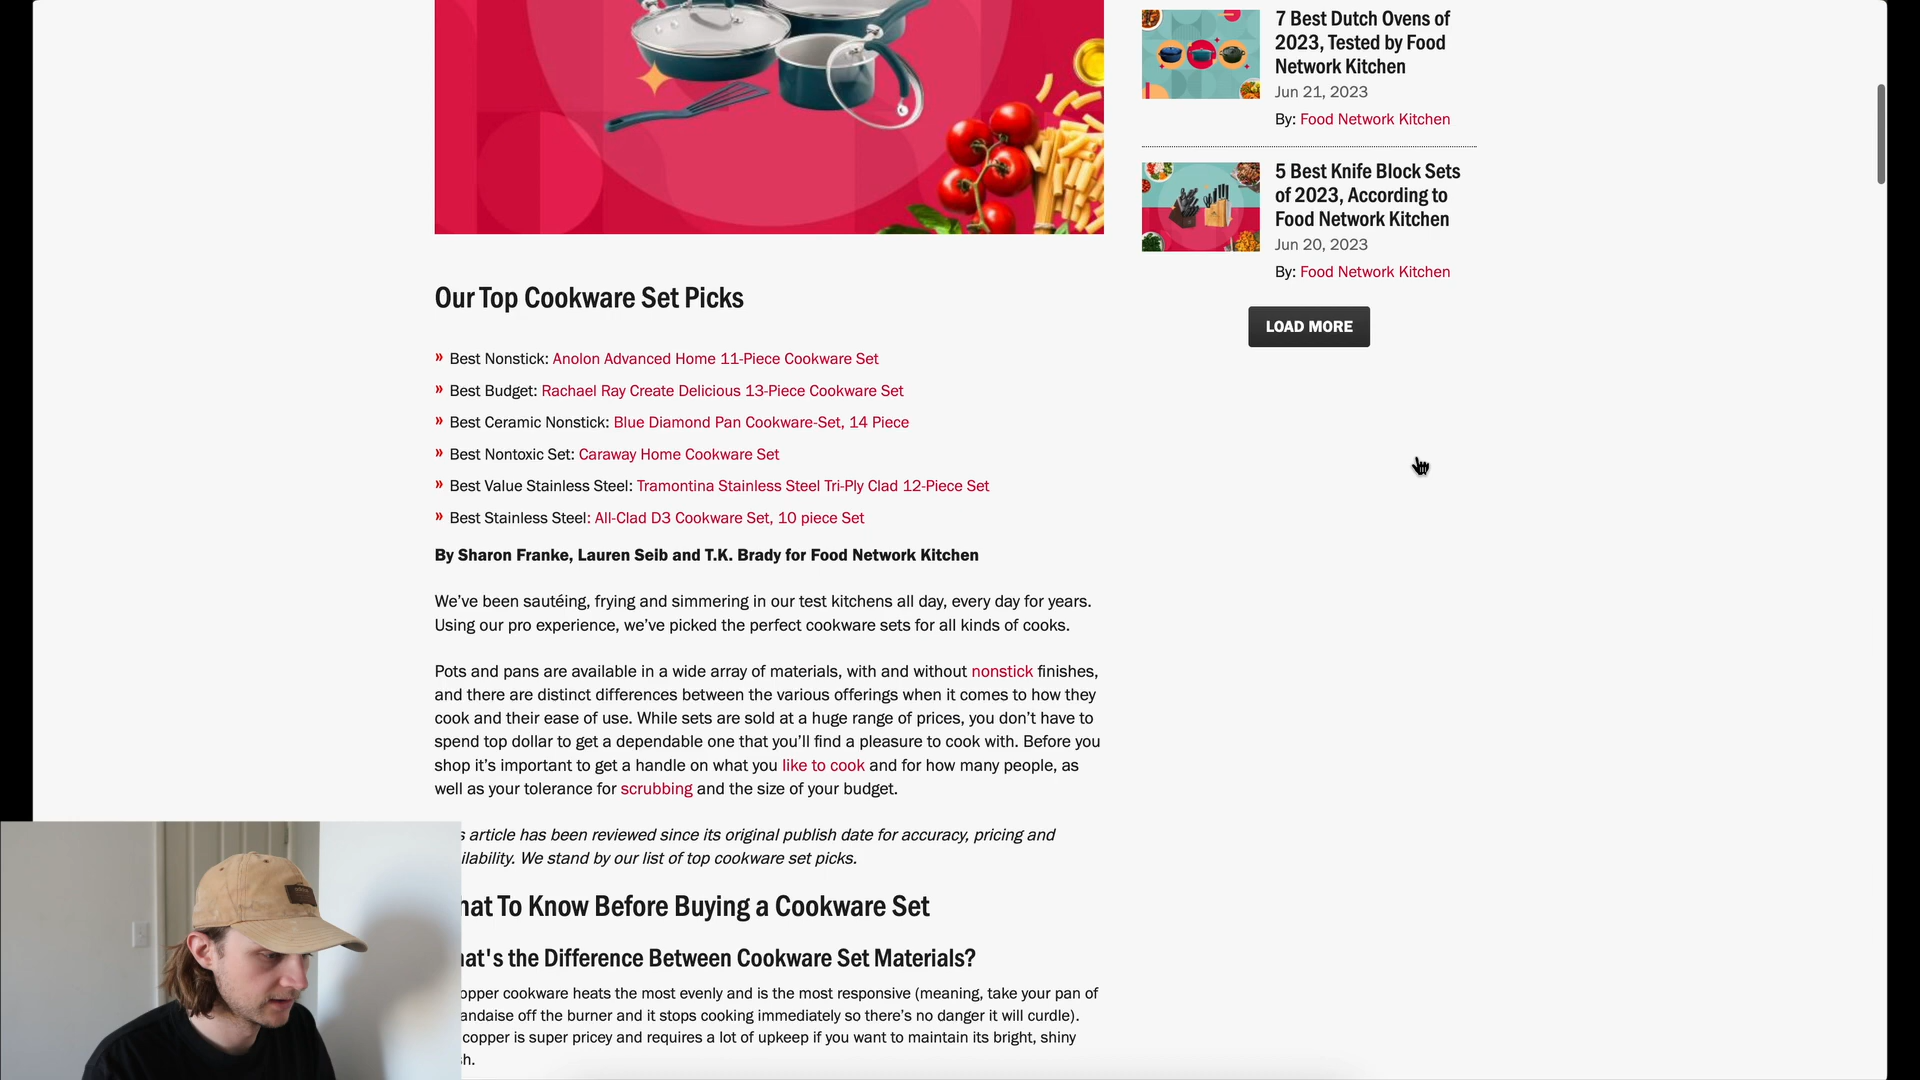 Our Top Cookware Set Picks
» Best Nonstick: Anolon Advanced Home 11-Piece Cookware Set
» Best Budget: Rachael Ray Create Delicious 13-Piece Cookware Set
» Best Ceramic Nonstick: Blue Diamond Pan Cookware-Set, 14 Piece
» Best Nontoxic Set: Caraway Home Cookware Set
» Best Value Stainless Steel: Tramontina Stainless Steel Tri-Ply Clad 12-Piece Set
» Best Stainless Steel: All-Clad D3 Cookware Set, 10 piece Set
By Sharon Franke, Lauren Seib and T.K. Brady for Food Network Kitchen
We’ve been sautéing, frying and simmering in our test kitchens all day, every day for years.
Using our pro experience, we’ve picked the perfect cookware sets for all kinds of cooks.
Pots and pans are available in a wide array of materials, with and without nonstick finishes,
and there are distinct differences between the various offerings when it comes to how they
cook and their ease of use. While sets are sold at a huge range of prices, you don’t have to
spend top dollar to get a dependable one that you’ll find a pleasure to cook with. Before you
shop it’s important to get a handle on what you like to cook and for how many people, as
well as your tolerance for scrubbing and the size of your budget.
article has been reviewed since its original publish date for accuracy, pricing and
We stand by our list of top cookware set picks.
To Know Before Buying a Cookware Set
the Difference Between Cookware Set Materials?
cookware heats the most evenly and is the most responsive (meaning, take your pan of
off the burner and it stops cooking immediately so there’s no danger it will curdle).
copper is super pricey and requires a lot of upkeep if you want to maintain its bright, shiny
7 Best Dutch Ovens of
2023, Tested by Food
Network Kitchen
Jun 21, 2023
By: Food Network Kitchen
5 Best Knife Block Sets
of 2023, According to
Food Network Kitchen
Jun 20, 2023
By: Food Network Kitchen
LOAD MORE